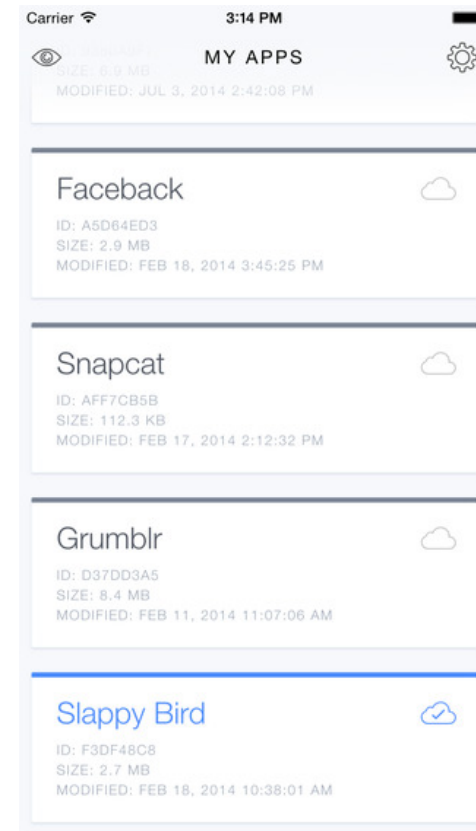 Carrier
3:14 PM
MY APPS
SIZE: 6.9 MB
MODIFIED: JUL 3, 2014 2:42:08 PM
Faceback
ID: A5D64ED3
SIZE: 2.9 MB
MODIFIED: FEB 18, 2014 3:45:25 PM
Snapcat
ID: AFF7CB5B
SIZE: 112.3 KB
MODIFIED: FEB 17, 2014 2:12:32 PM
Grumblr
ID: D37DD3A5
SIZE: 8.4 MB
MODIFIED: FEB 11, 2014 11:07:06 AM
Slappy Bird
ID: F3DF48C8
SIZE: 2.7 MB
MODIFIED: FEB 18, 2014 10:38:01 AM